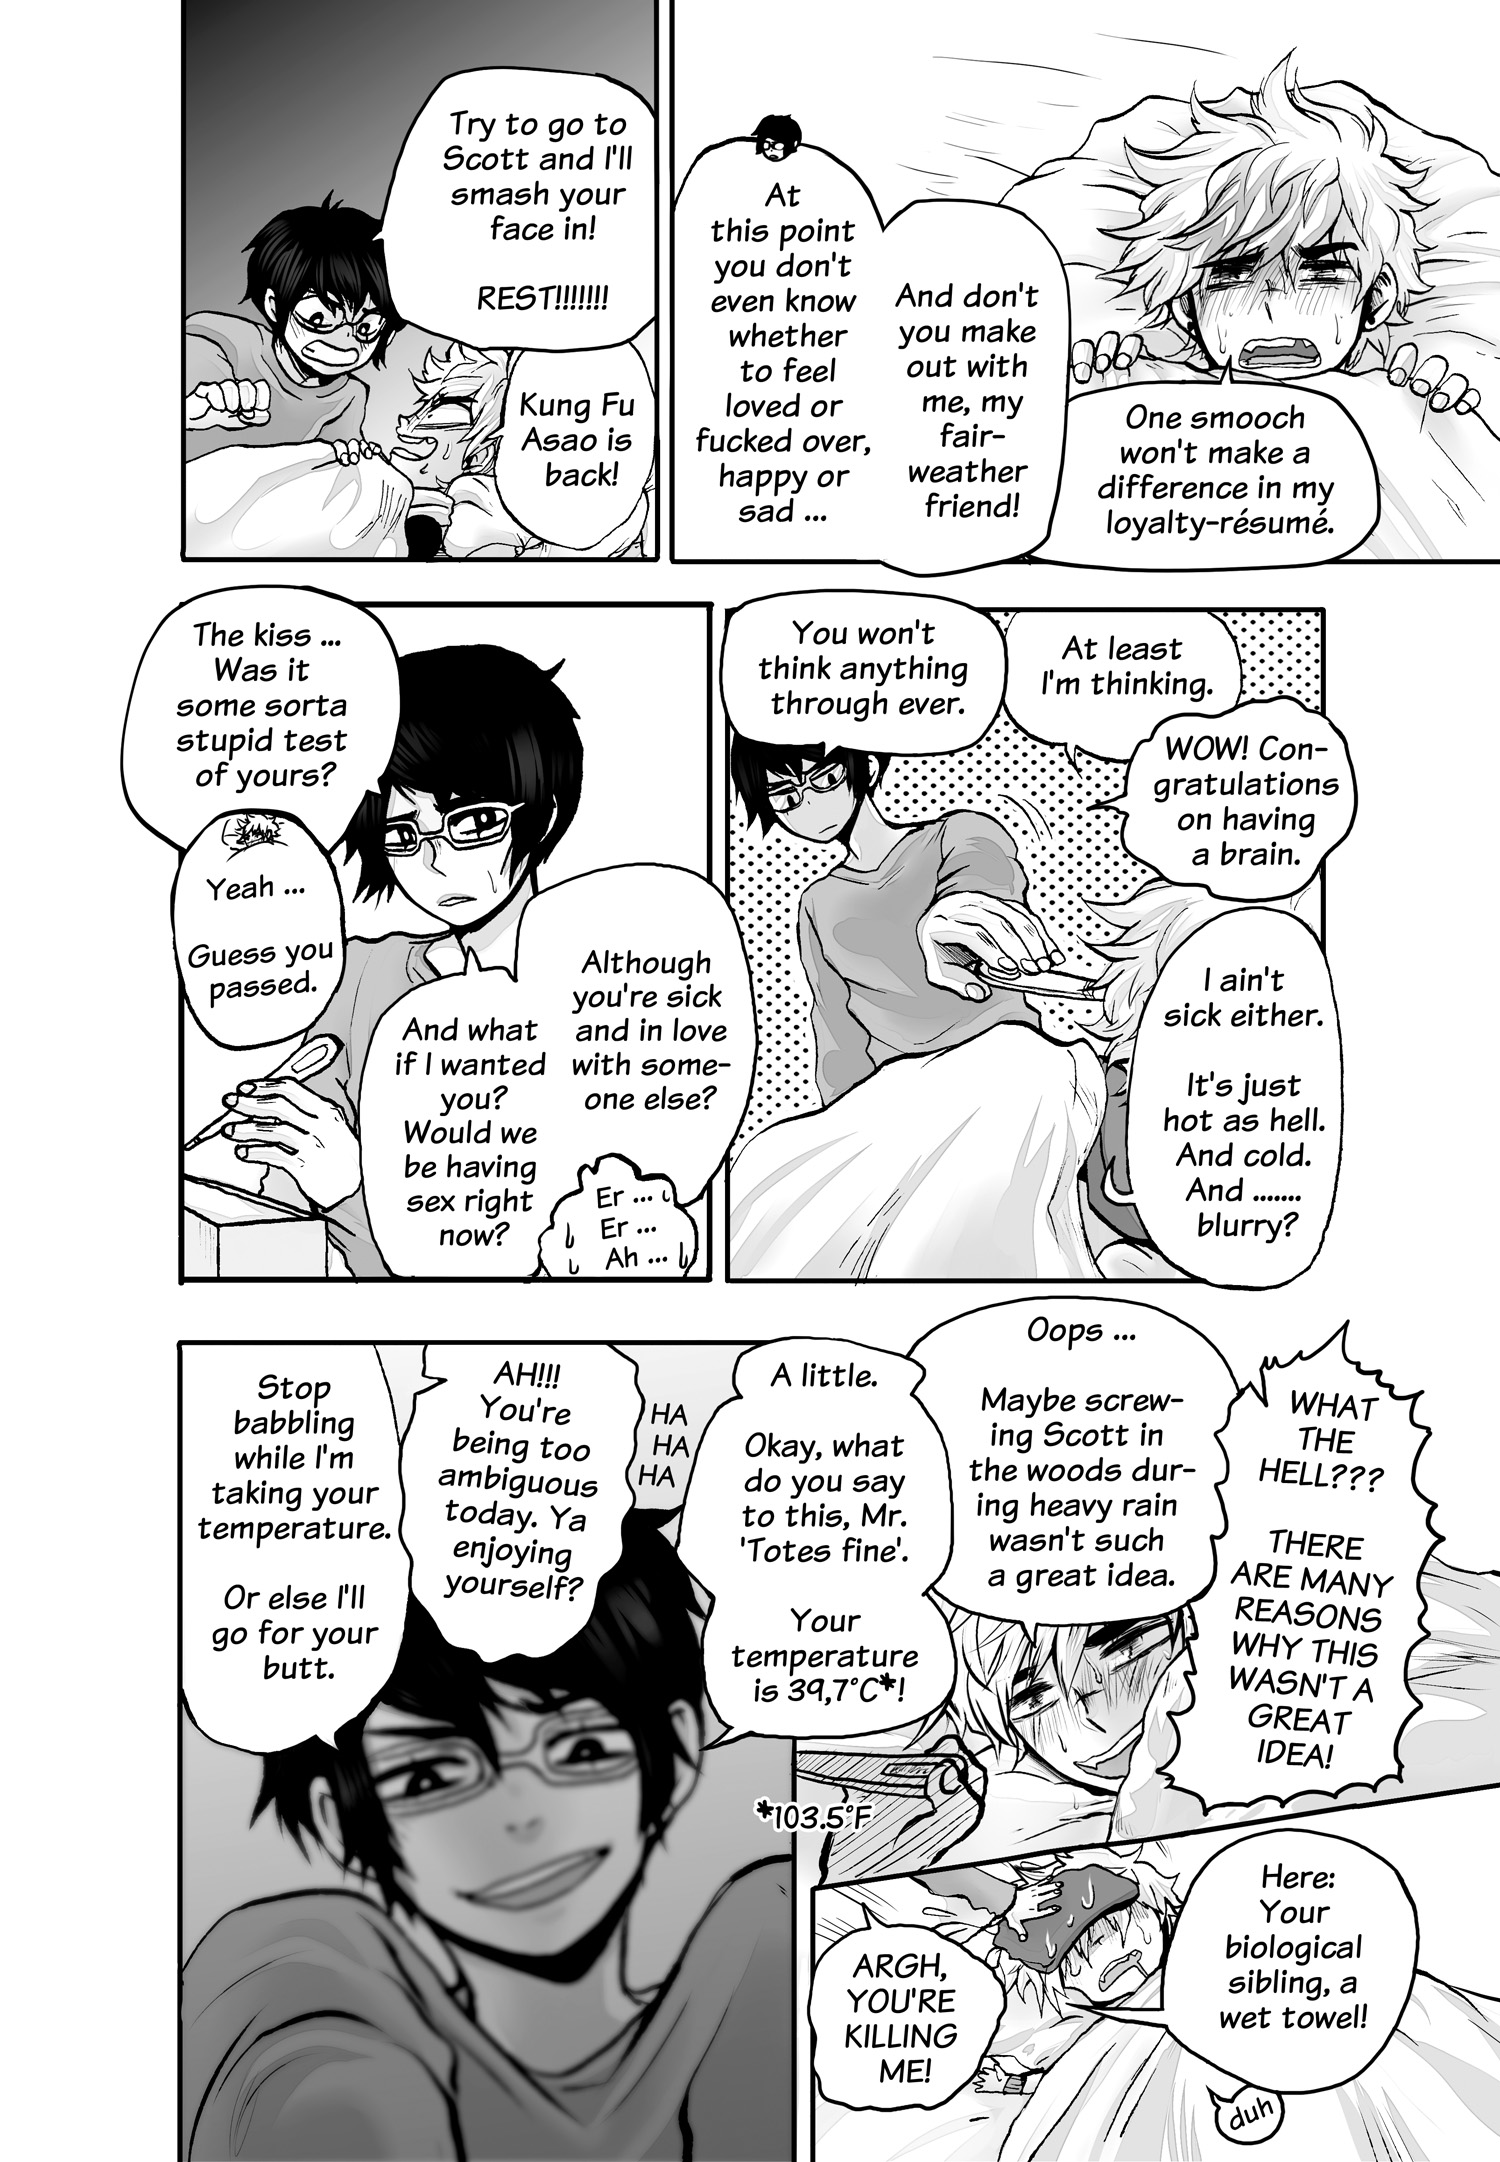 Try to go to
Scott and I'll
smash your
face in!
REST!!!!!!!
Kung Fu
Asao is
back!
At
this point
you don't
even know
whether
to feel
loved or
fucked over,
happy or
sad ...
And don't
you make
out with
me, my
fair-
weather
friend!
One smooch
won't make a
difference in my
loyalty-résumé.
The kiss ...
Was it
some sorta
stupid test
of yours?
Yeah ...
Guess you
passed.
And what
if I wanted
you?
Would we
be having
sex right
now?
Although
you're sick
and in love
with some-
one else?
Er ...
Er ...
Ah ...
You won't
think anything
through ever.
At least
I'm thinking.
WOW! Con-
gratulations
on having
a brain.
I ain't
sick either.
It's just
hot as hell.
And cold.
And .......
blurry?
Stop
babbling
while I'm
taking your
temperature.
Or else I'll
go for your
butt.
AH!!!
You're
being too
ambiguous
today. Ya
enjoying
yourself?
HA
HA
HA
A little.
Okay, what
do you say
to this, Mr.
'Totes fine'.
Your
temperature
is 39,7°C*!
*103.5°F
Oops ...
Maybe screw-
ing Scott in
the woods dur-
ing heavy rain
wasn't such
a great idea.
WHAT
THE
HELL???
THERE
ARE MANY
REASONS
WHY THIS
WASN'T A
GREAT
IDEA!
ARGH,
YOU'RE
KILLING
ME!
Here:
Your
biological
sibling, a
wet towel!
duh